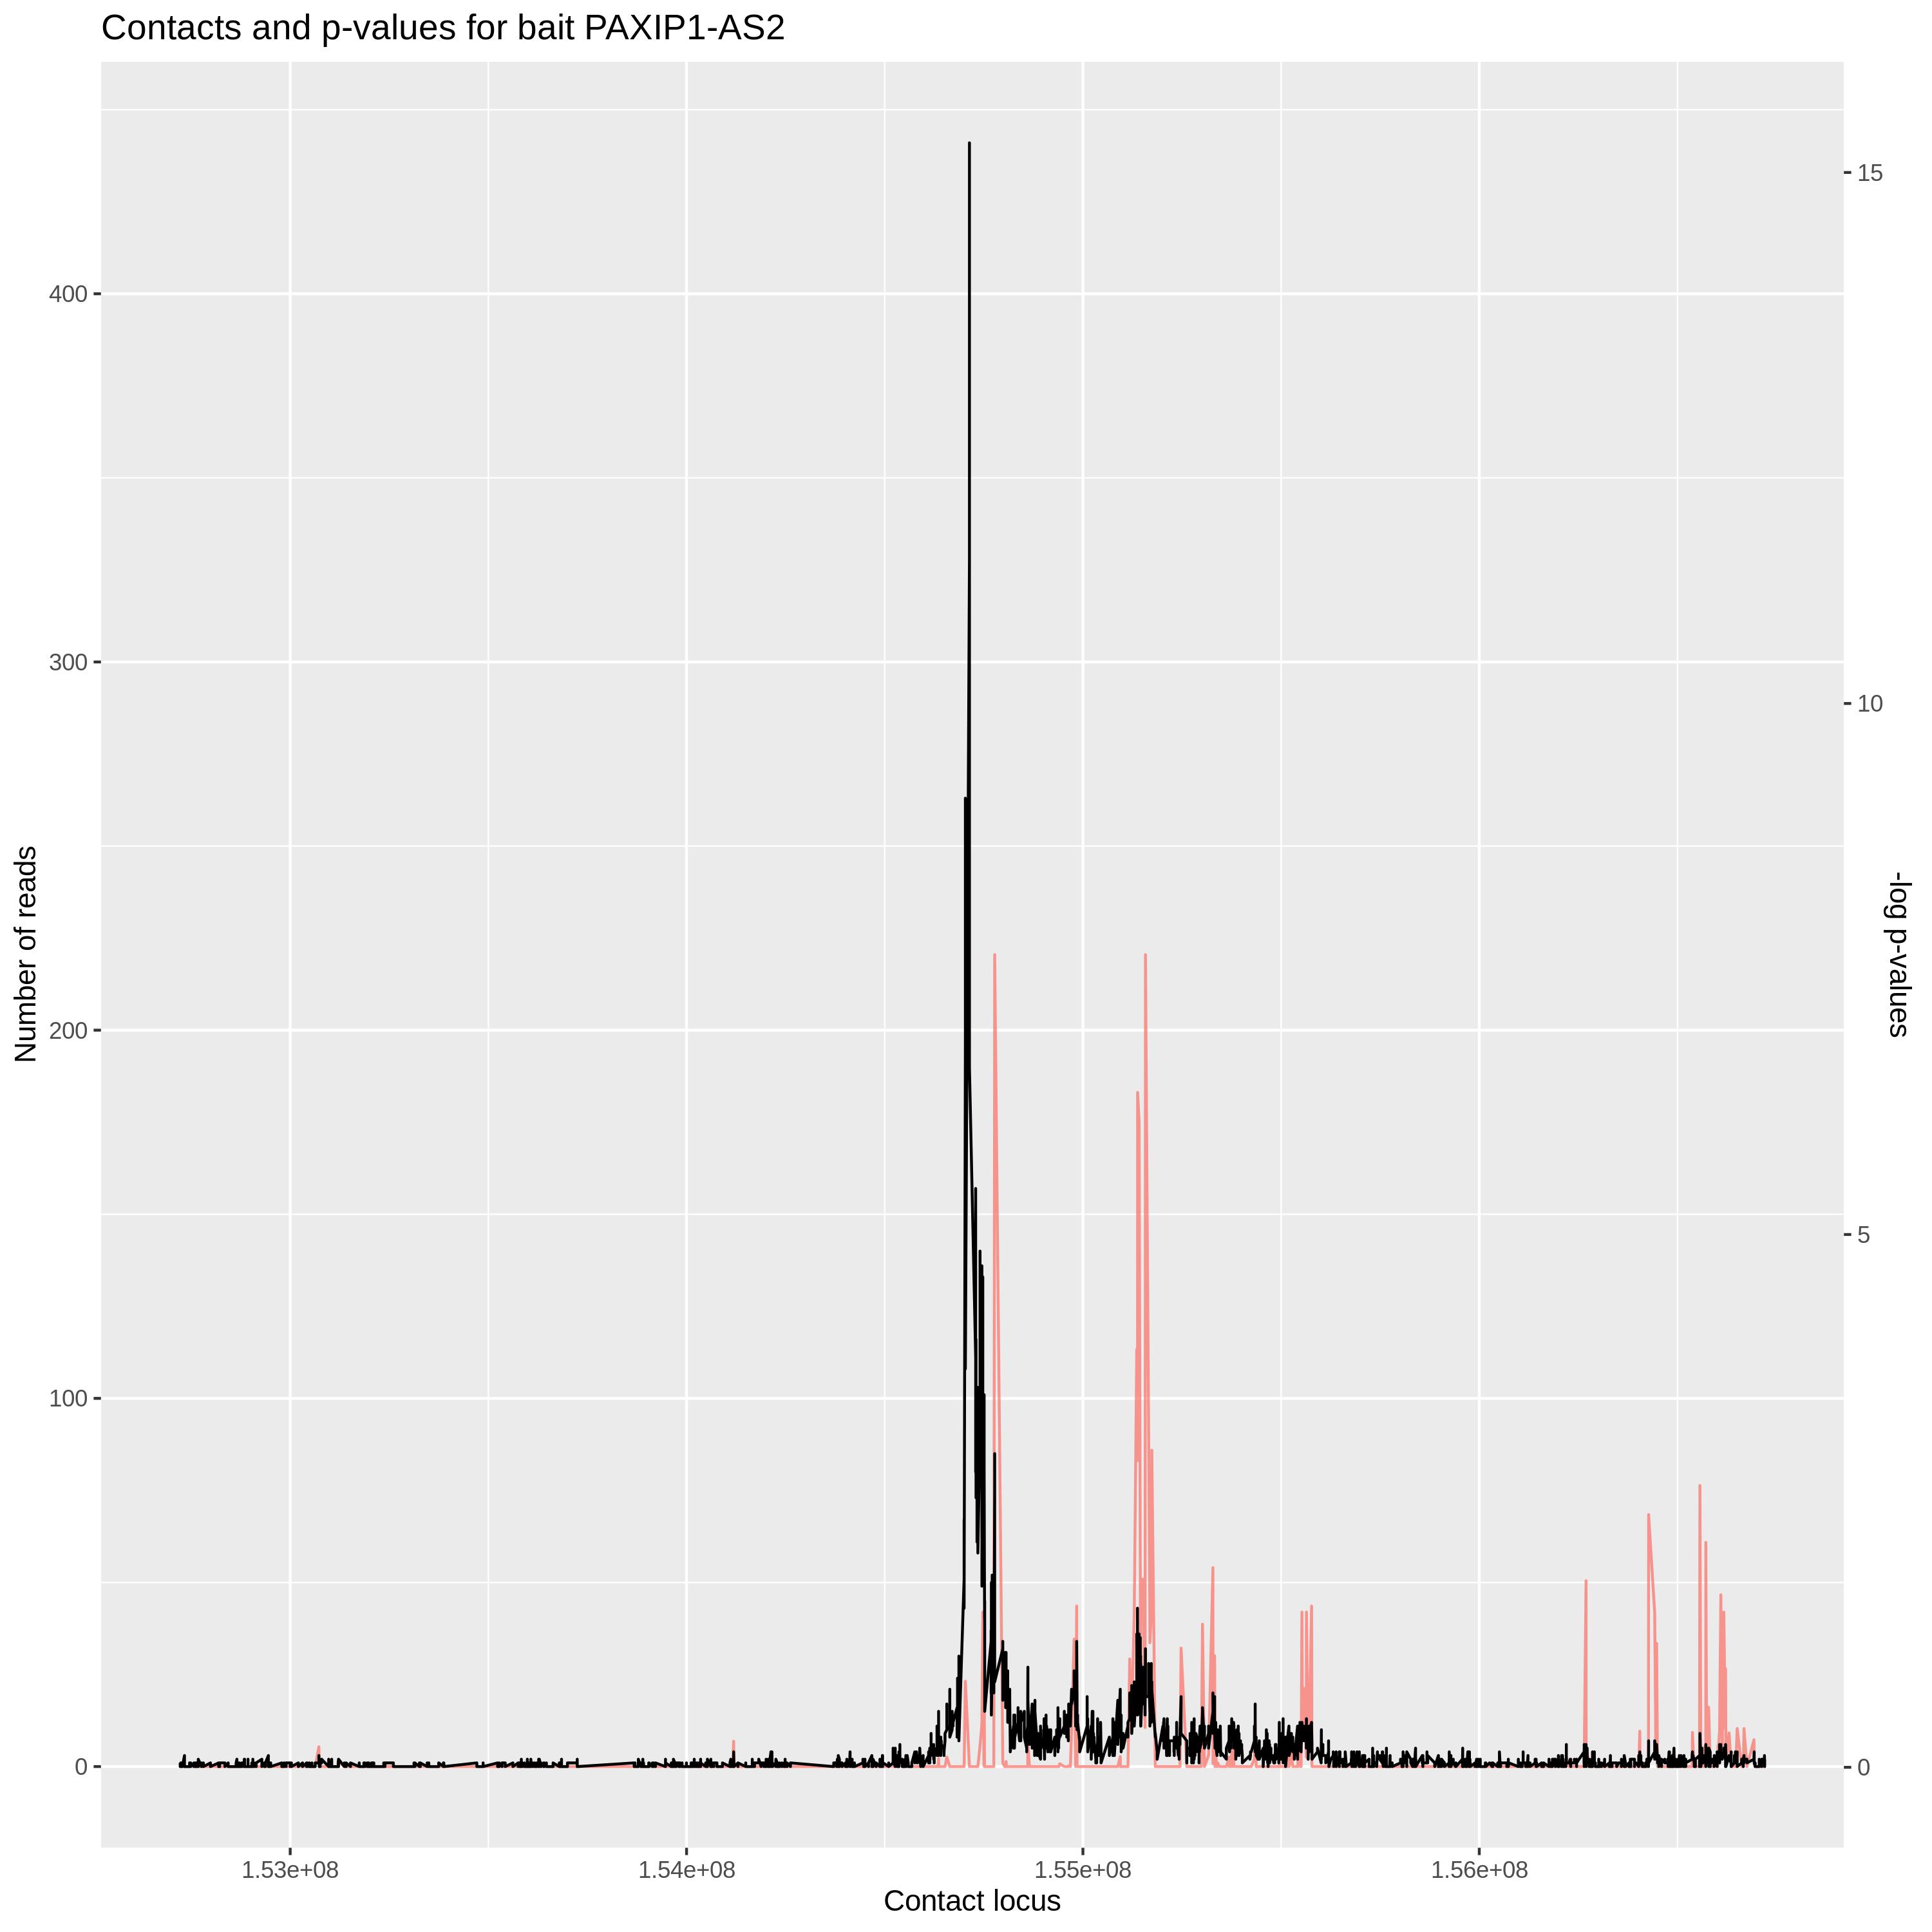 Contacts and p-values for bait PAXIP1-AS2
Number of reads
400
300
200
100
0
15
10
5
0
-log p-values
1.53e+08
1.54e+08
1.55e+08
1.56e+08
Contact locus